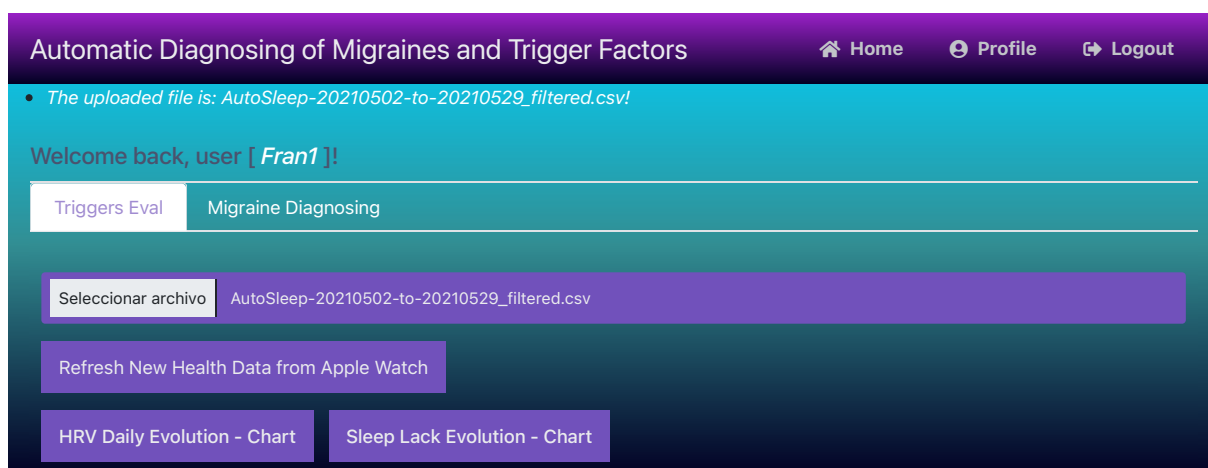 Automatic Diagnosing of Migraines and Trigger Factors Home Profile Logout
The uploaded file is: AutoSleep-20210502-to-20210529_filtered.csv!
Welcome back, user [ Fran1 ]!
Triggers Eval Migraine Diagnosing
Seleccionar archivo AutoSleep-20210502-to-20210529_filtered.csv
Refresh New Health Data from Apple Watch
HRV Daily Evolution - Chart Sleep Lack Evolution - Chart